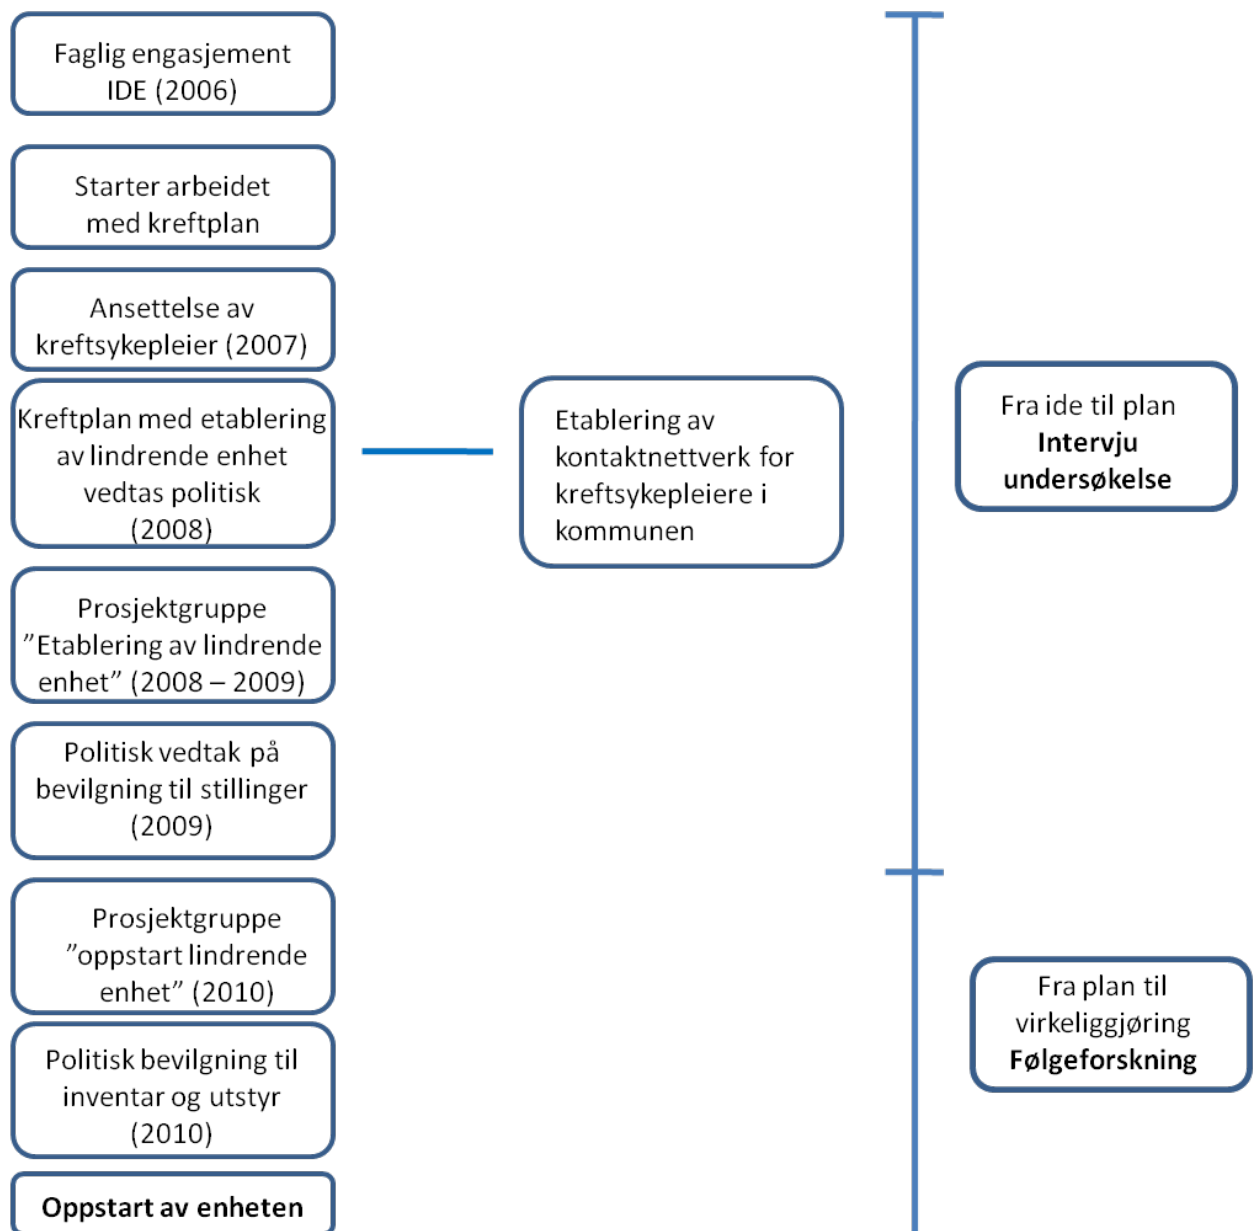 Faglig engasjement
IDE (2006)
Starter arbeidet
med kreftplan
Ansettelse av
kreftsykepleier (2007)
Kreftplan med etablering
av lindrende enhet
vedtas politisk
(2008)
Etablering av
kontaktnettverk for
kreftsykepleiere i
kommunen
Prosjektgruppe
”Etablering av lindrende
enhet” (2008 – 2009)
Politisk vedtak på
bevilgning til stillinger
(2009)
Prosjektgruppe
”oppstart lindrende
enhet” (2010)
Politisk bevilgning til
inventar og utstyr
(2010)
Oppstart av enheten
Fra ide til plan
Intervju
undersøkelse
Fra plan til
virkeliggjøring
Følgeforskning